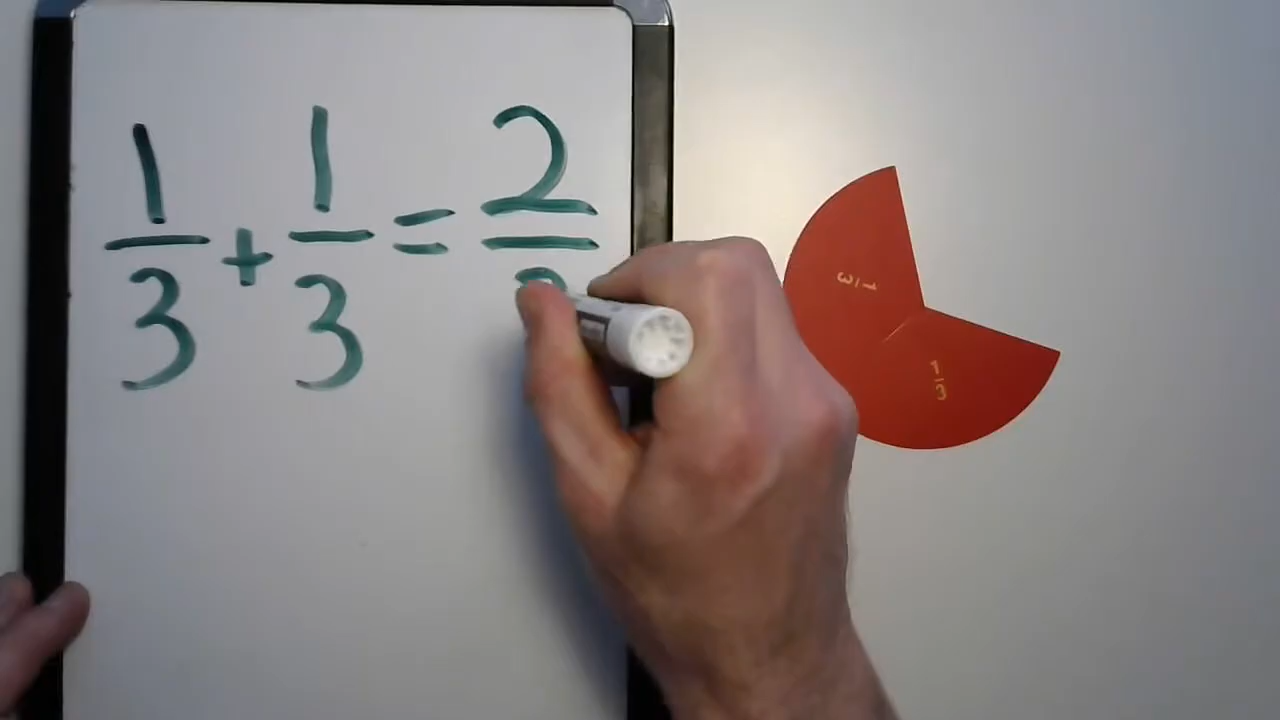 1/3 + 1/3 = 2/
1/3
1/3